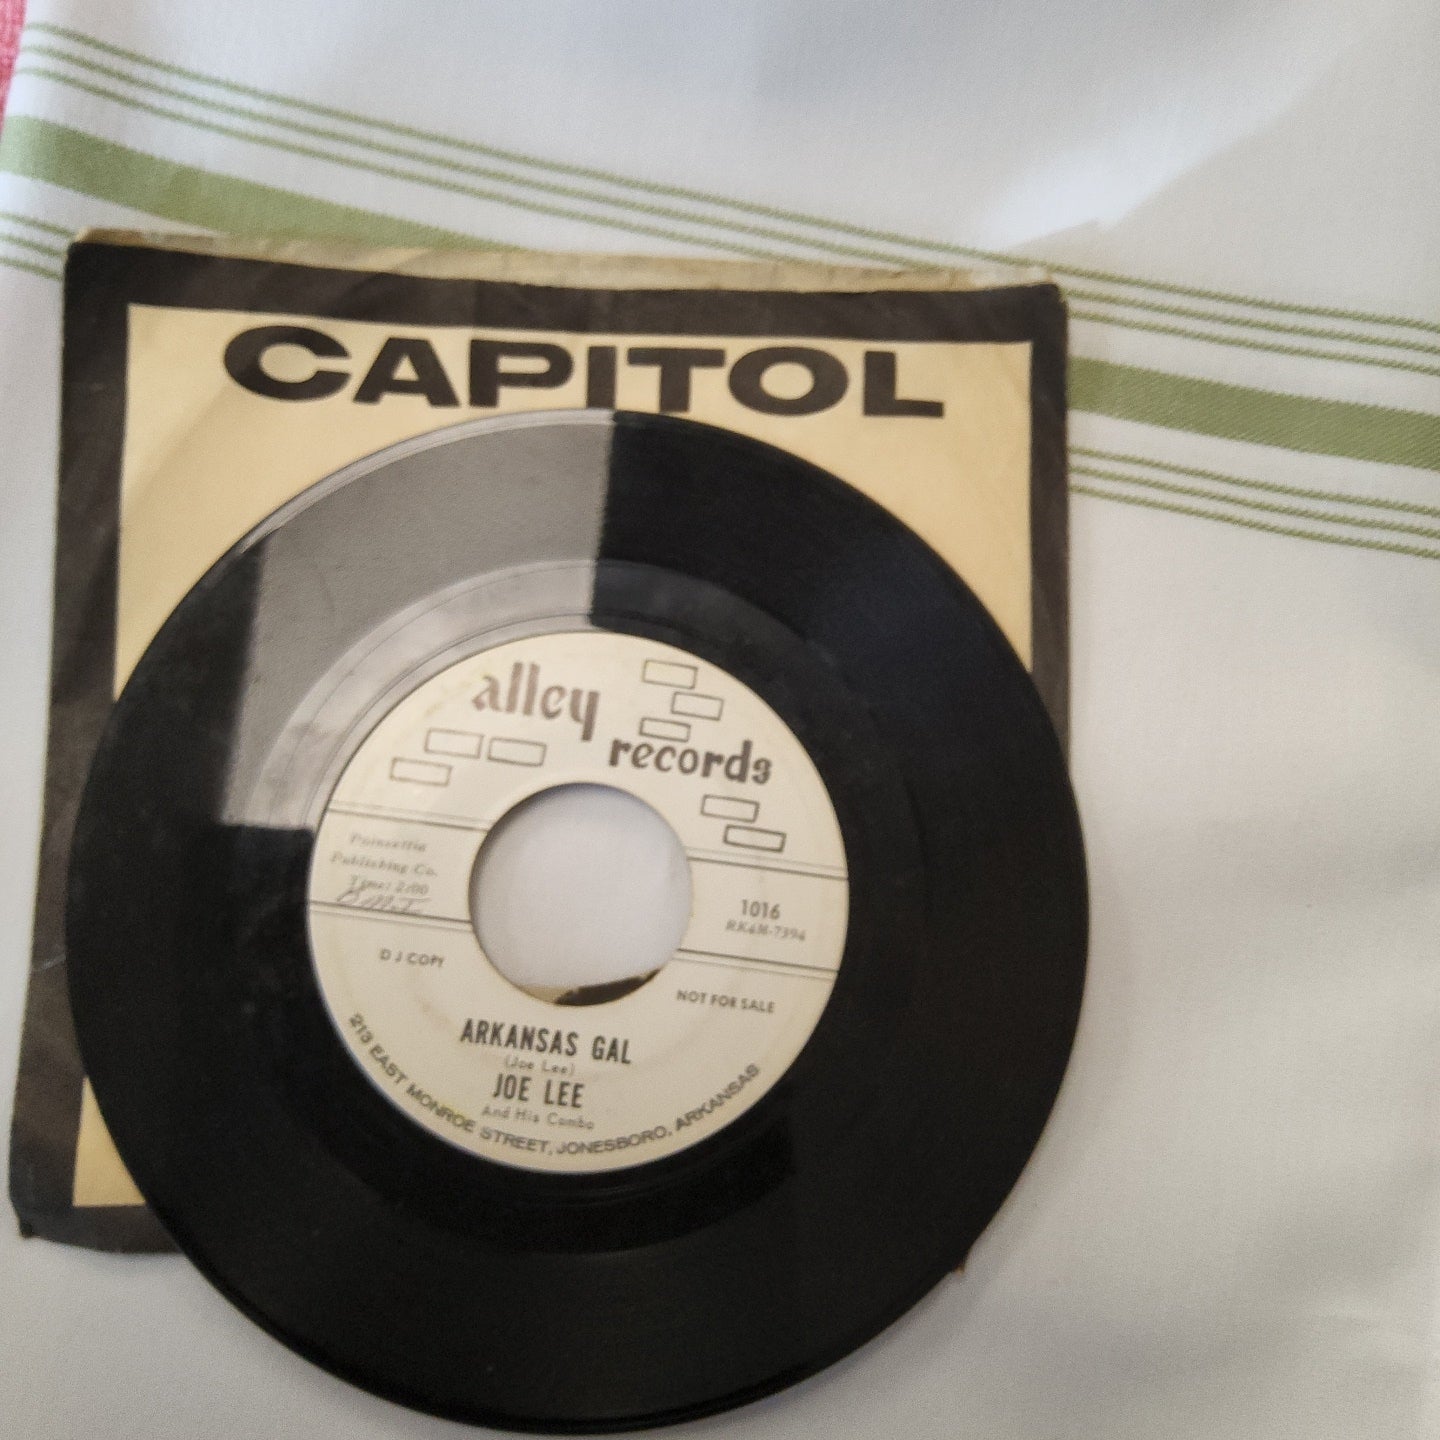 CAPITOL
alley
records
Poinsettia
Publishing Co.
Time: 2:00
1016
RK4M-7394
D J COPY
NOT FOR SALE
ARKANSAS GAL
(Joe Lee)
JOE LEE
And His Combo
213 EAST MONROE STREET, JONESBORO, ARKANSAS